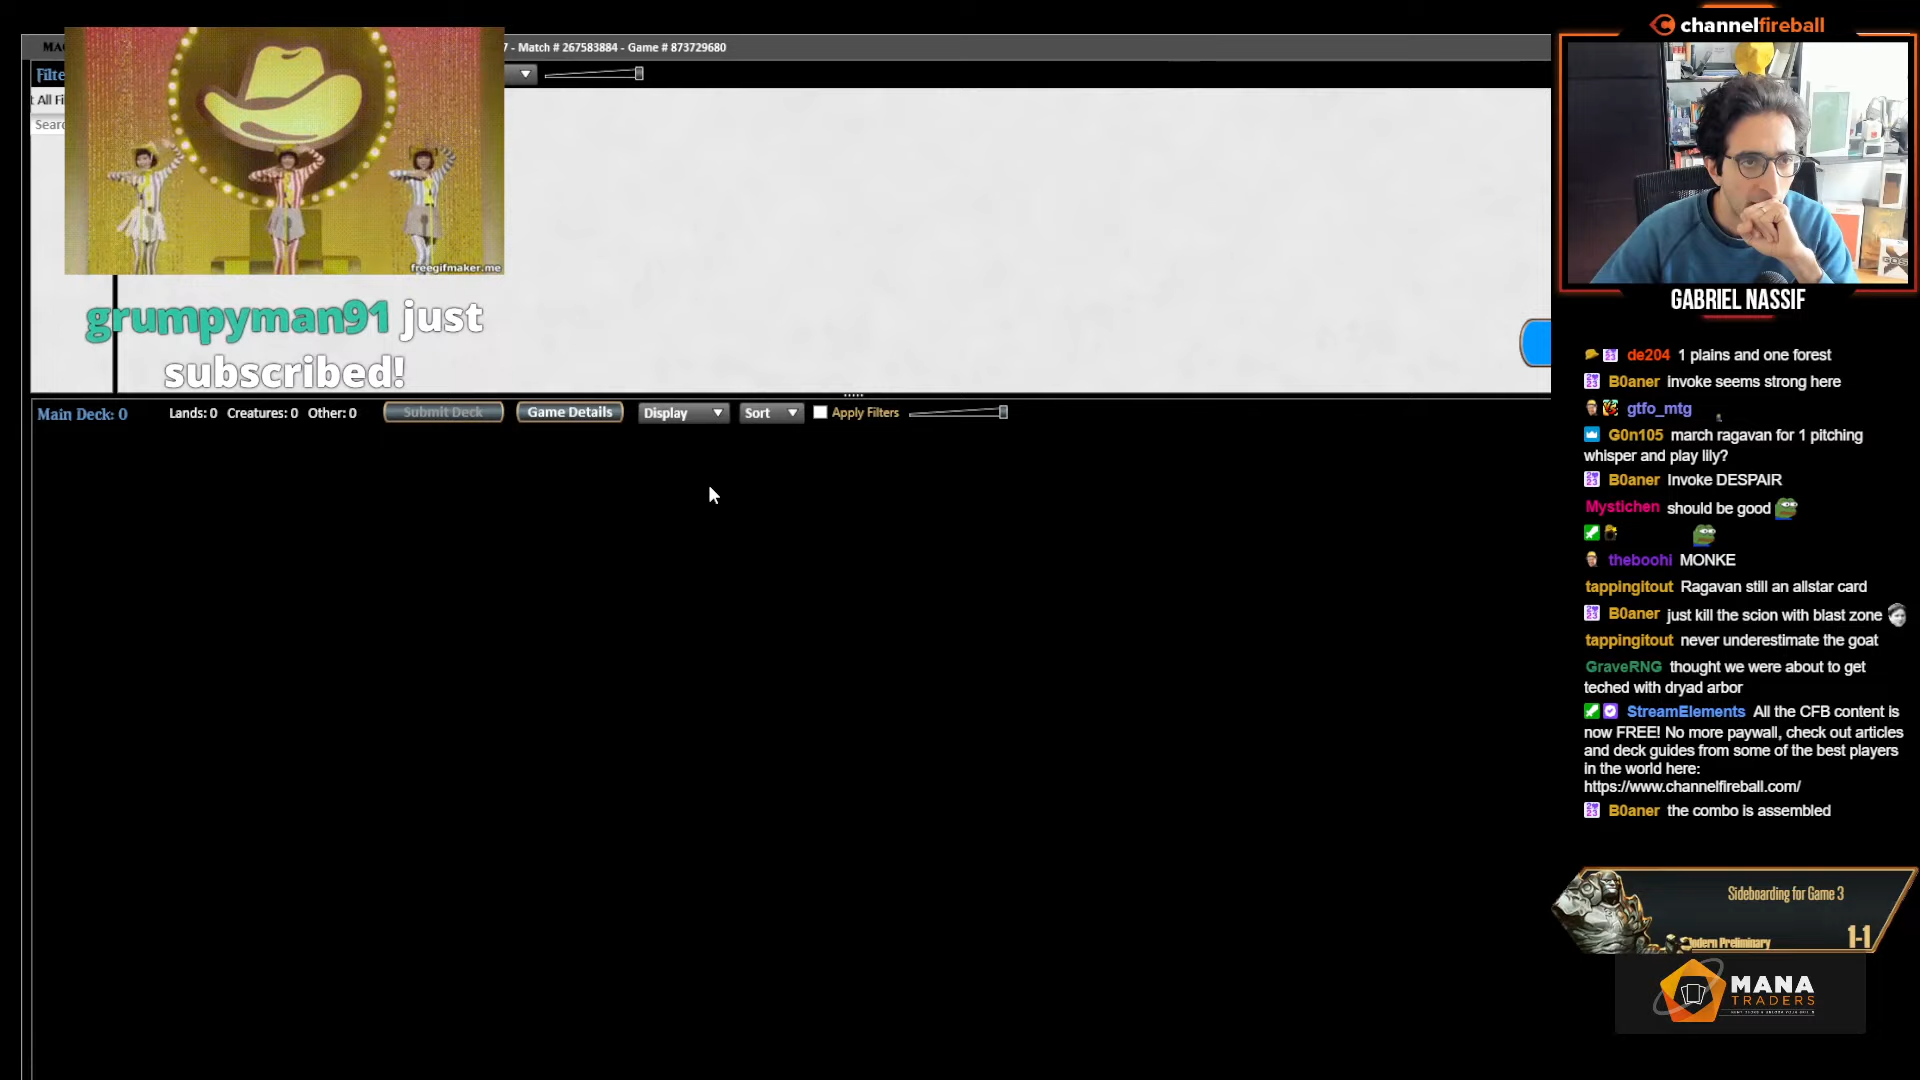 channelfireball
MA
7 - Match # 267583884 - Game # 873729680
Filte
t All Fi
Sear
freegifmaker.me
grumpyman91 just
subscribed!
GABRIEL NASSIF
Main Deck: 0 Lands: 0 Creatures: 0 Other: 0 Submit Deck Game Details Display Sort Apply Filters
de204 1 plains and one forest
B0aner invoke seems strong here
gtfo_mtg
G0n105 march ragavan for 1 pitching
whisper and play lily?
B0aner Invoke DESPAIR
Mystichen should be good
theboohi MONKE
tappingitout Ragavan still an allstar card
B0aner just kill the scion with blast zone
tappingitout never underestimate the goat
GraveRNG thought we were about to get
teched with dryad arbor
StreamElements All the CFB content is
now FREE! No more paywall, check out articles
and deck guides from some of the best players
in the world here:
https://www.channelfireball.com/
B0aner the combo is assembled
Sideboarding for Game 3
Modern Preliminary 1-1
MANA
TRADERS